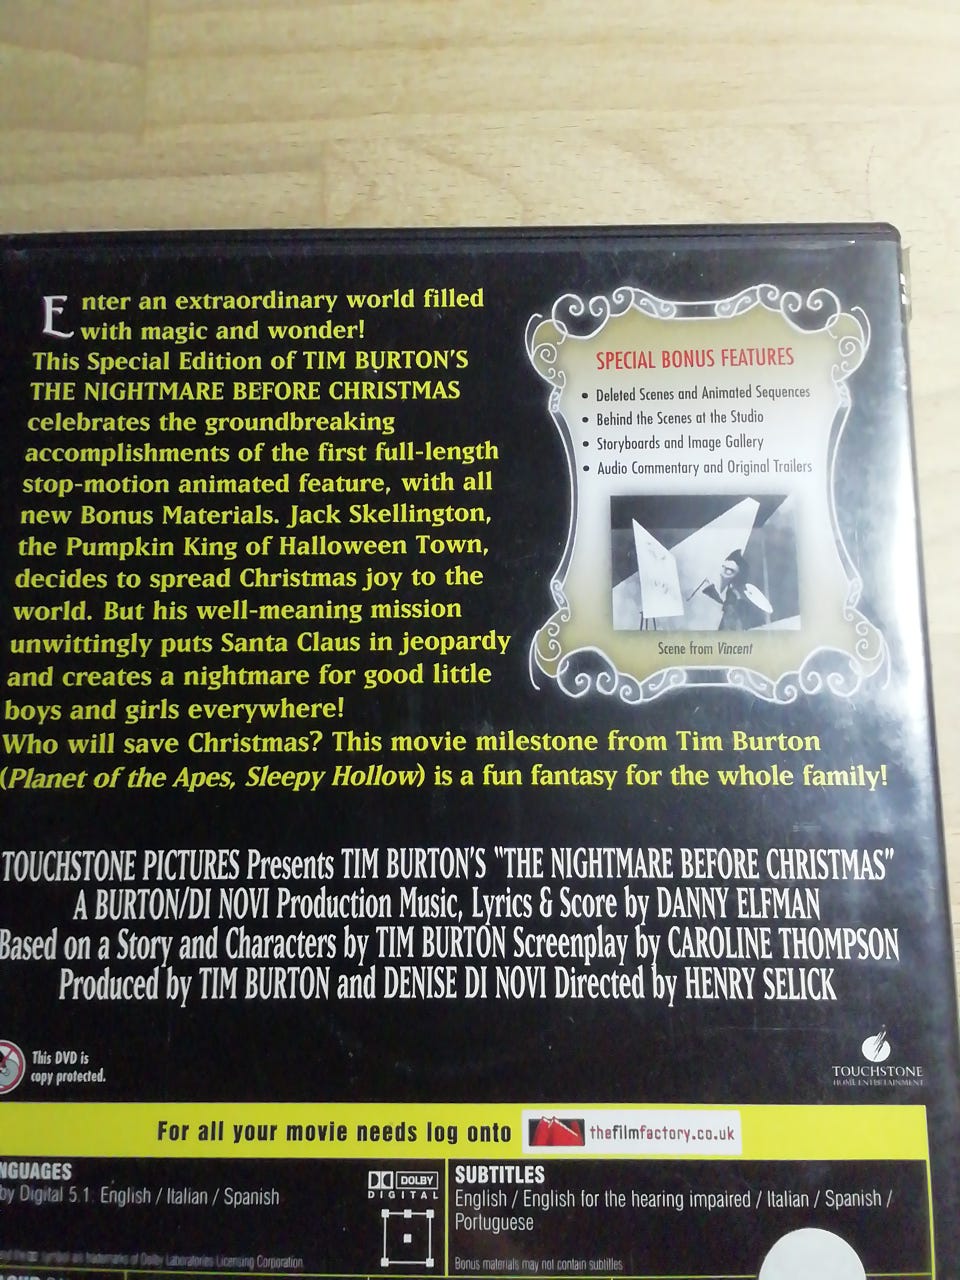 Enter an extraordinary world filled
with magic and wonder!
This Special Edition of TIM BURTON'S
THE NIGHTMARE BEFORE CHRISTMAS
celebrates the groundbreaking
accomplishments of the first full-length
stop-motion animated feature, with all
new Bonus Materials. Jack Skellington,
the Pumpkin King of Halloween Town,
decides to spread Christmas joy to the
world. But his well-meaning mission
unwittingly puts Santa Claus in jeopardy
and creates a nightmare for good little
boys and girls everywhere!
Who will save Christmas? This movie milestone from Tim Burton
(Planet of the Apes, Sleepy Hollow) is a fun fantasy for the whole family!
SPECIAL BONUS FEATURES
• Deleted Scenes and Animated Sequences
• Behind the Scenes at the Studio
• Storyboards and Image Gallery
• Audio Commentary and Original Trailers
Scene from Vincent
TOUCHSTONE PICTURES Presents TIM BURTON'S "THE NIGHTMARE BEFORE CHRISTMAS"
A BURTON/DI NOVI Production Music, Lyrics & Score by DANNY ELFMAN
Based on a Story and Characters by TIM BURTON Screenplay by CAROLINE THOMPSON
Produced by TIM BURTON and DENISE DI NOVI Directed by HENRY SELICK
This DVD is
copy protected.
TOUCHSTONE
HOME ENTERTAINMENT
For all your movie needs log onto thefilmfactory.co.uk
NGUAGES
by Digital 5.1 English / Italian / Spanish
DOLBY
DIGITAL
symbol are trademarks of Dolby Laboratories Licensing Corporation
SUBTITLES
English / English for the hearing impaired / Italian / Spanish /
Portuguese
Bonus materials may not contain subtitles